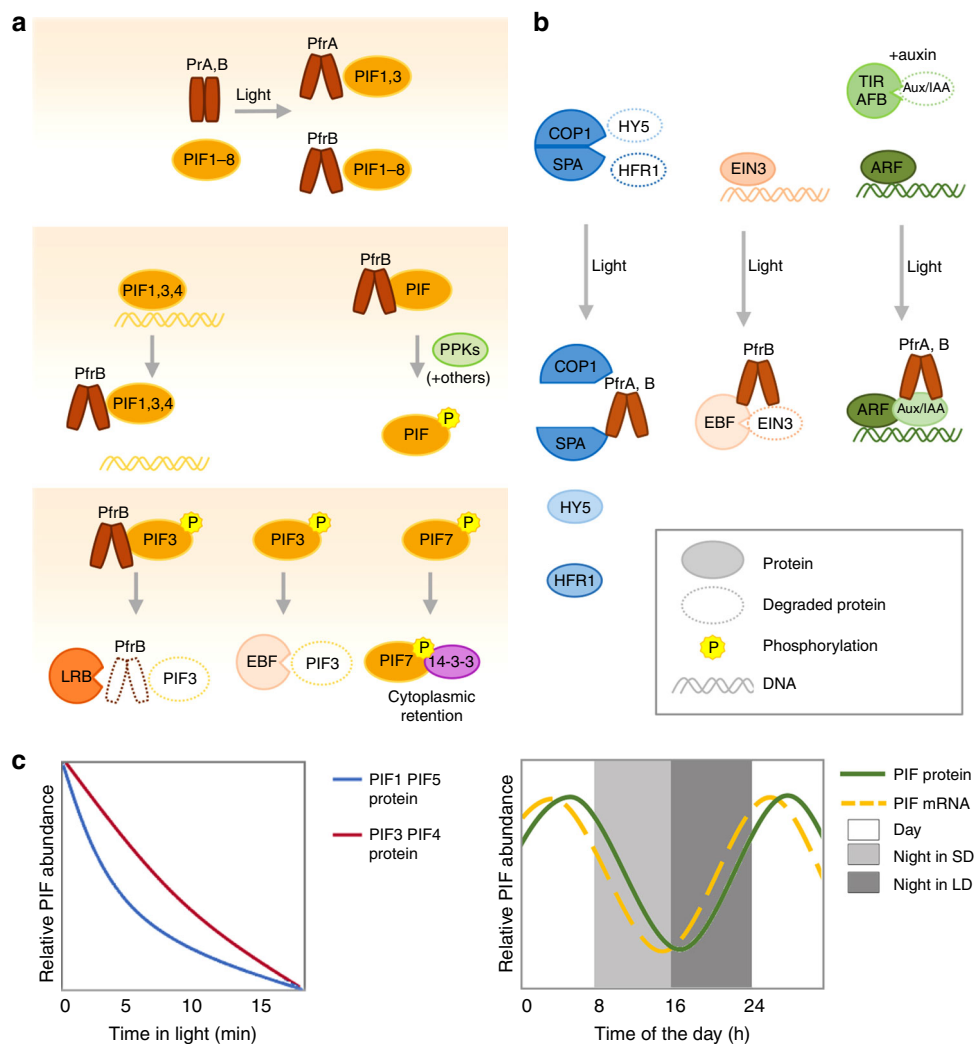 a
PrA,B
Light
PIF1–8
PfrA
PIF1,3
PfrB
PIF1–8
PIF1,3,4
PfrB
PIF1,3,4
PfrB
PIF
PPKs
(+others)
PIF
P
PfrB
P
PIF3
P
PIF3
P
PIF7
LRB
PfrB
PIF3
EBF
PIF3
P
PIF7
14-3-3
Cytoplasmic
retention
b
COP1
SPA
HY5
HFR1
Light
COP1
PfrA, B
SPA
HY5
HFR1
EIN3
Light
PfrB
EBF
EIN3
+auxin
TIR
AFB
Aux/IAA
ARF
Light
PfrA, B
ARF
Aux/IAA
Protein
Degraded protein
P
Phosphorylation
DNA
c
Relative PIF abundance
0
5
10
15
Time in light (min)
PIF1 PIF5
protein
PIF3 PIF4
protein
Relative PIF abundance
0
8
16
24
Time of the day (h)
PIF protein
PIF mRNA
Day
Night in SD
Night in LD